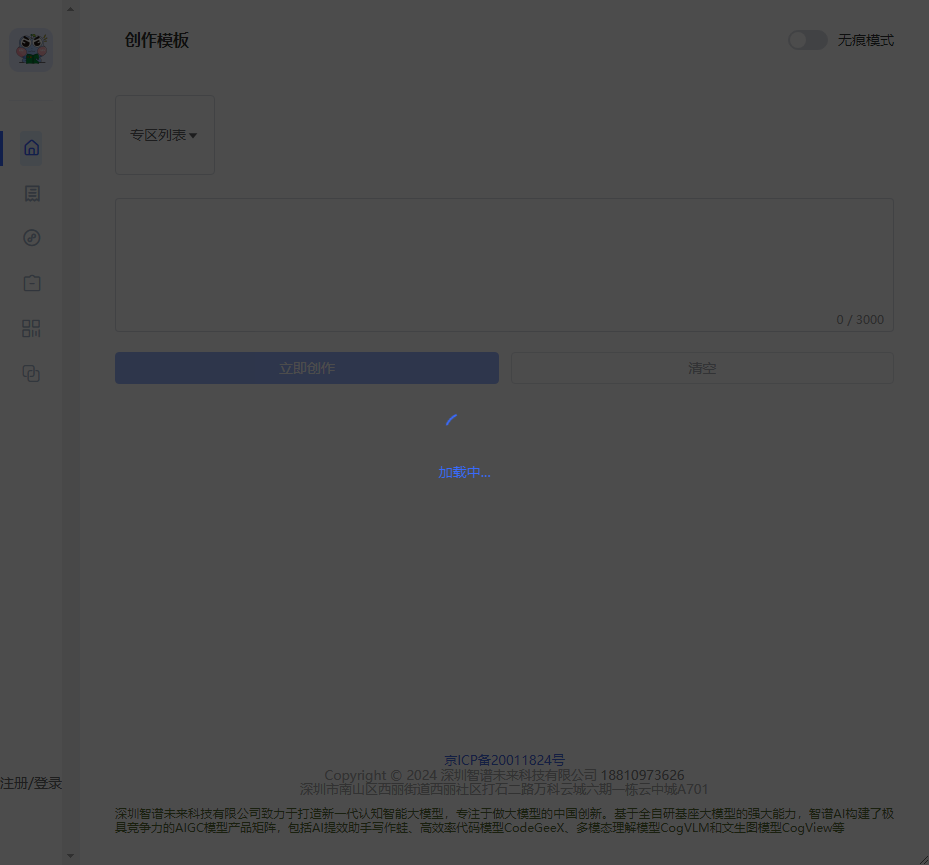 创作模板
无痕模式
专区列表
0 / 3000
立即创作
清空
加载中...
京ICP备20011824号
Copyright © 2024 深圳智谱未来科技有限公司 18810973626
深圳市南山区西丽街道西丽社区打石二路万科云城六期一栋云中城A701
注册/登录
深圳智谱未来科技有限公司致力于打造新一代认知智能大模型，专注于做大模型的中国创新。基于全自研基座大模型的强大能力，智谱AI构建了极
具竞争力的AIGC模型产品矩阵，包括AI提效助手写作蛙、高效率代码模型CodeGeeX、多模态理解模型CogVLM和文生图模型CogView等